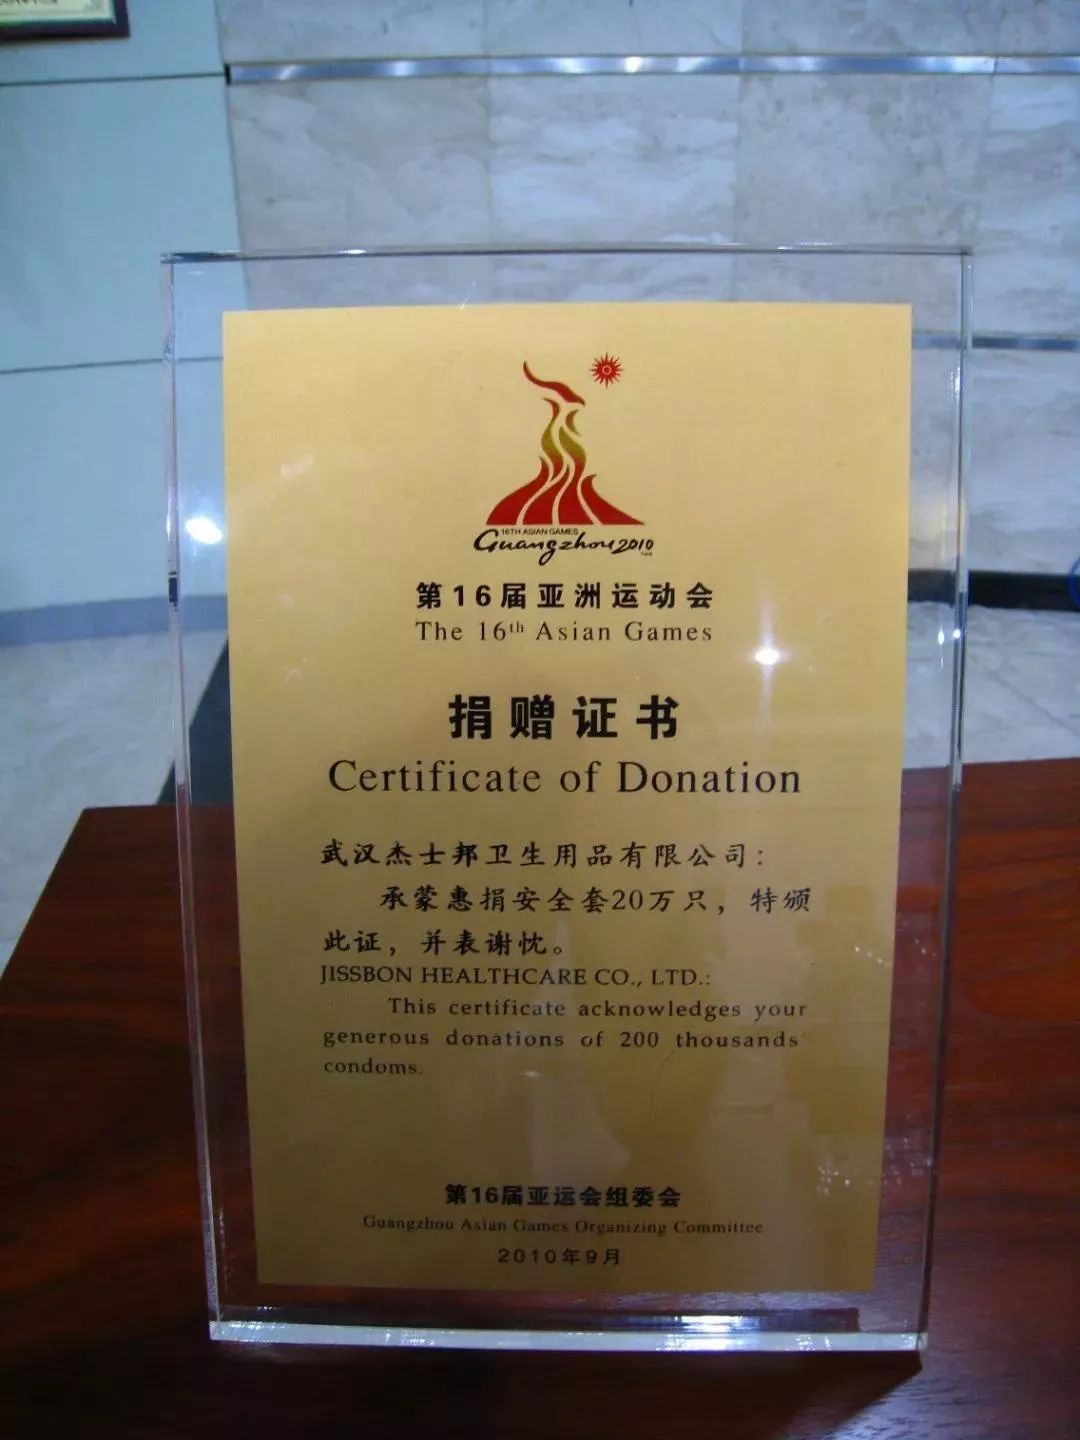 16TH ASIAN GAMES
Guangzhou 2010
第16届亚洲运动会
The 16th Asian Games
捐赠证书
Certificate of Donation
武汉杰士邦卫生用品有限公司：
承蒙惠捐安全套20万只，特颁
此证，并表谢忱。
JISSBON HEALTHCARE CO., LTD.:
This certificate acknowledges your
generous donations of 200 thousands'
condoms.
第16届亚运会组委会
Guangzhou Asian Games Organizing Committee
2010年9月